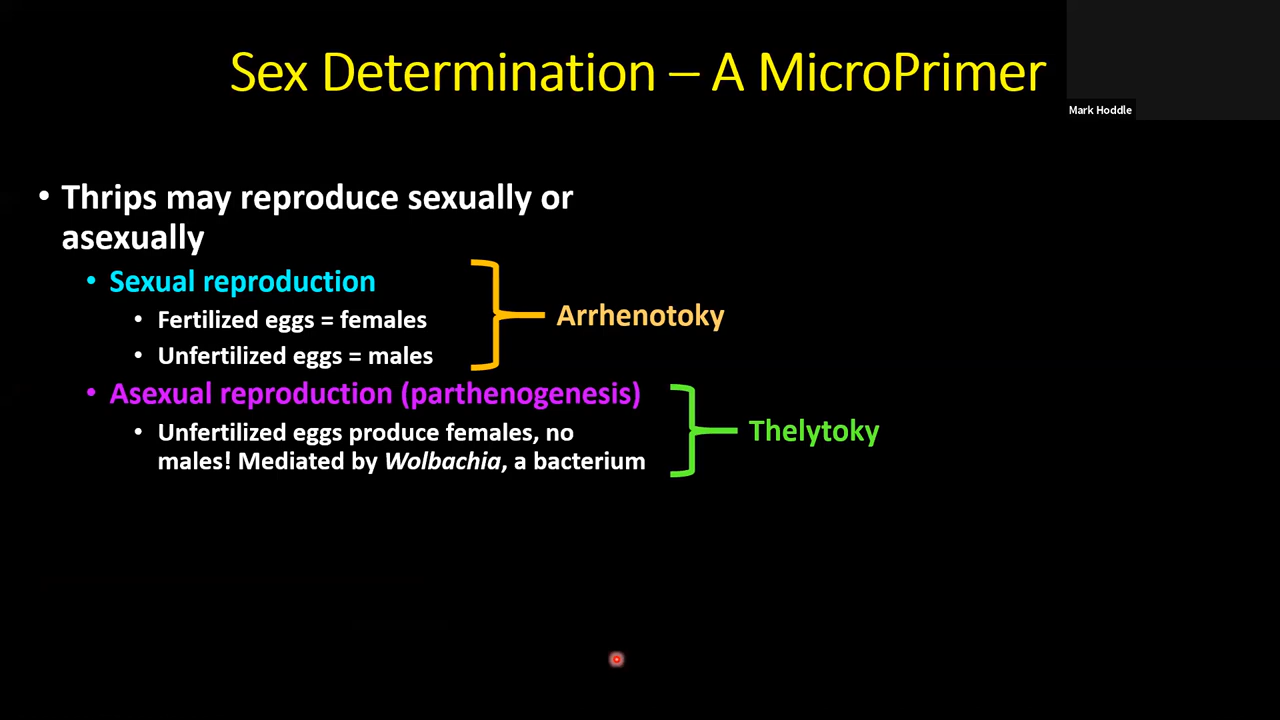 Sex Determination – A MicroPrimer
Mark Hoddle
• Thrips may reproduce sexually or
asexually
• Sexual reproduction
• Fertilized eggs = females
• Unfertilized eggs = males
Arrhenotoky
• Asexual reproduction (parthenogenesis)
• Unfertilized eggs produce females, no
males! Mediated by Wolbachia, a bacterium
Thelytoky